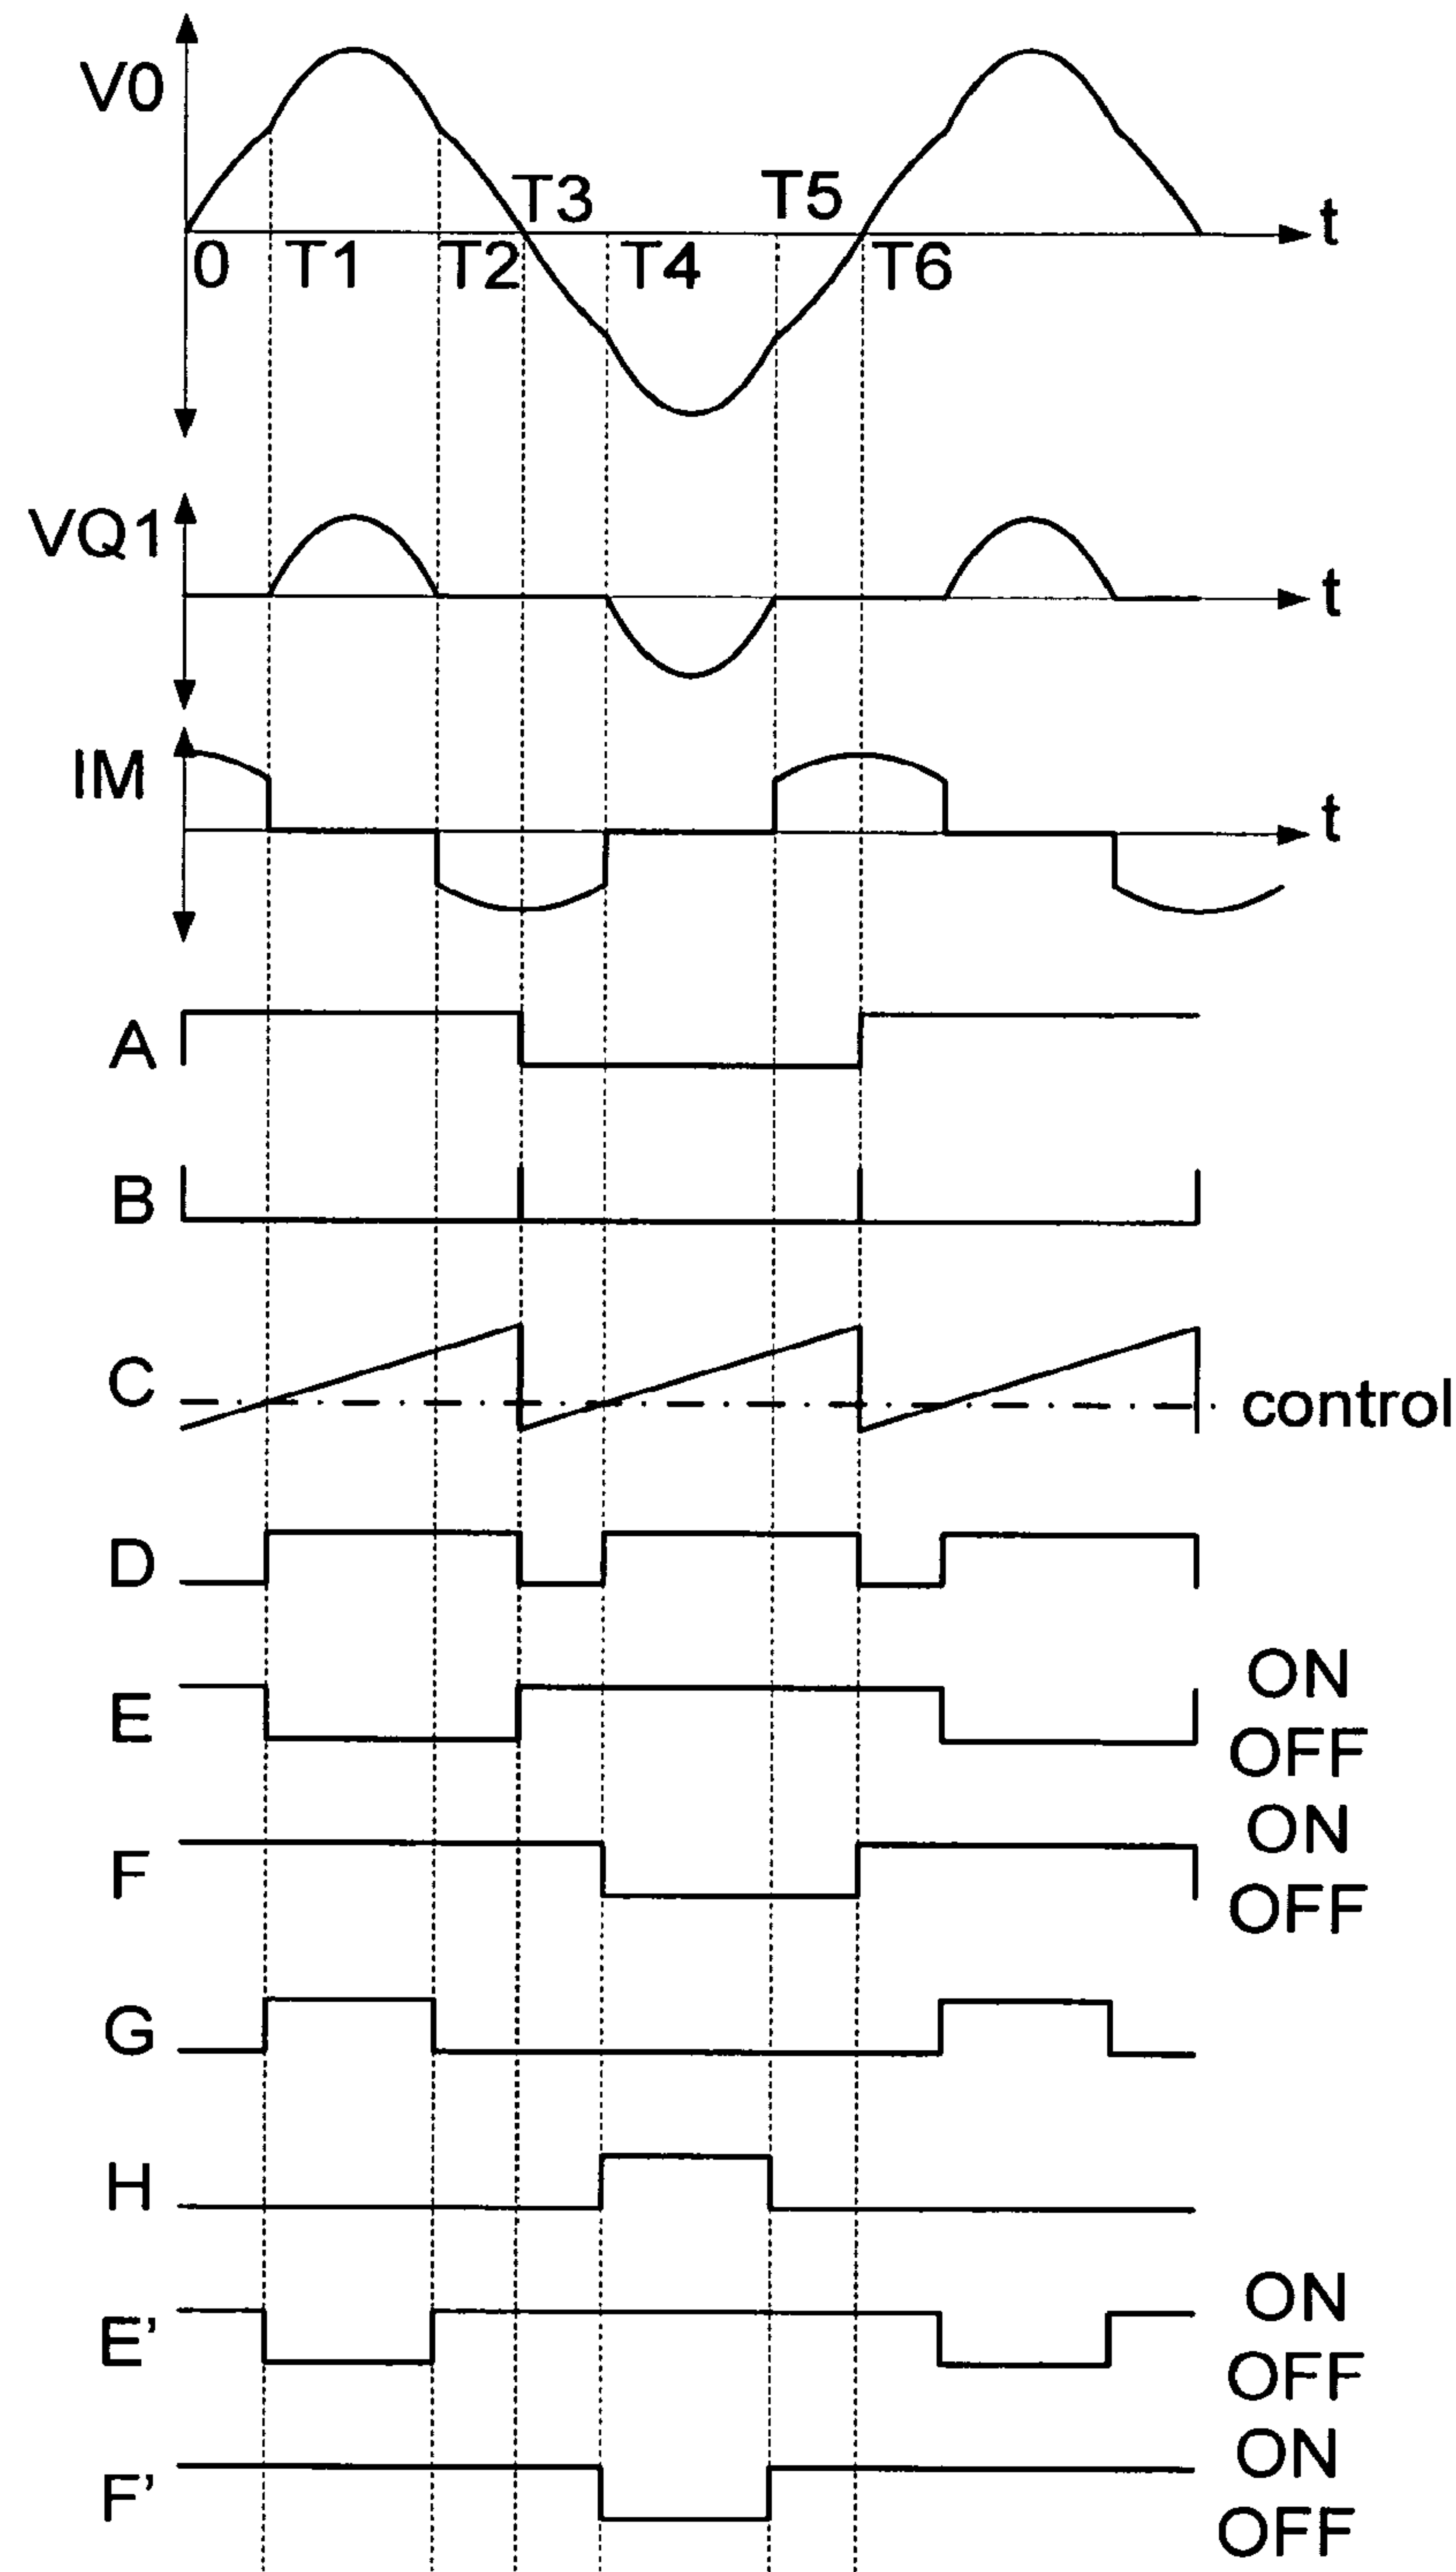 V0
T3
T5
t
0
T1
T2
T4
T6
VQ1
t
IM
t
A
B
C
control
D
E
ON
OFF
F
ON
OFF
G
H
E’
ON
OFF
F’
ON
OFF